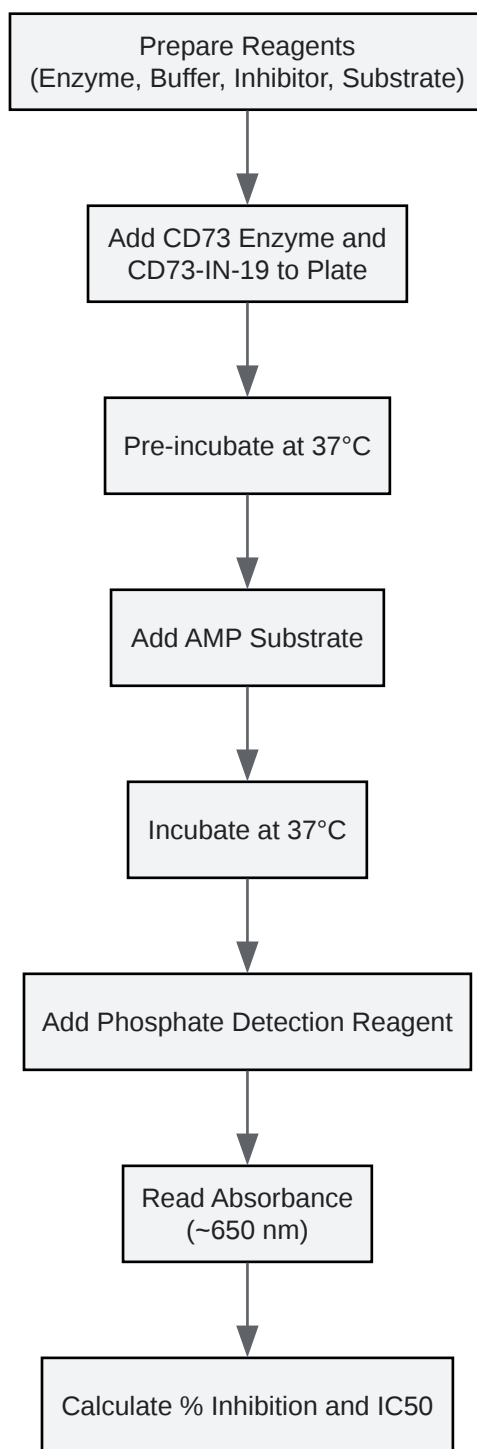 Prepare Reagents
(Enzyme, Buffer, Inhibitor, Substrate)
Add CD73 Enzyme and
CD73-IN-19 to Plate
Pre-incubate at 37°C
Add AMP Substrate
Incubate at 37°C
Add Phosphate Detection Reagent
Read Absorbance
(~650 nm)
Calculate % Inhibition and IC50